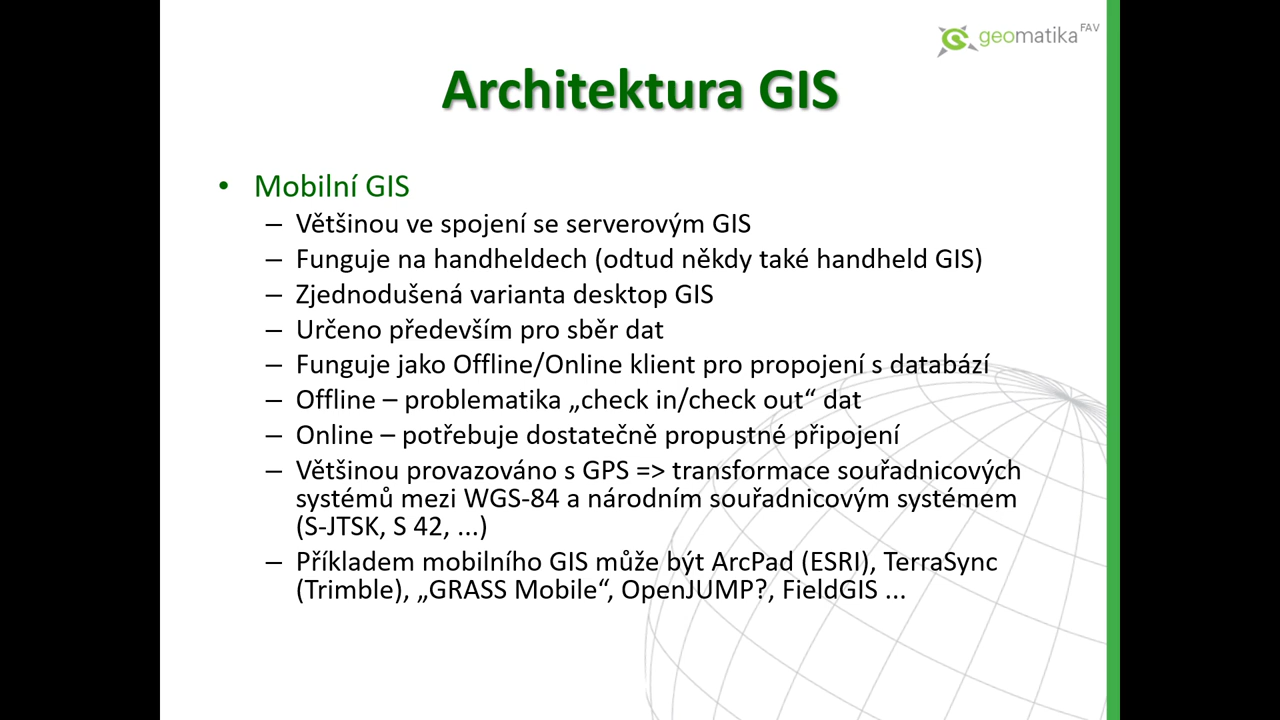 geomatika FAV
Architektura GIS
• Mobilní GIS
– Většinou ve spojení se serverovým GIS
– Funguje na handheldech (odtud někdy také handheld GIS)
– Zjednodušená varianta desktop GIS
– Určeno především pro sběr dat
– Funguje jako Offline/Online klient pro propojení s databází
– Offline – problematika „check in/check out“ dat
– Online – potřebuje dostatečně propustné připojení
– Většinou provazováno s GPS => transformace souřadnicových
systémů mezi WGS-84 a národním souřadnicovým systémem
(S-JTSK, S 42, ...)
– Příkladem mobilního GIS může být ArcPad (ESRI), TerraSync
(Trimble), „GRASS Mobile“, OpenJUMP?, FieldGIS ...